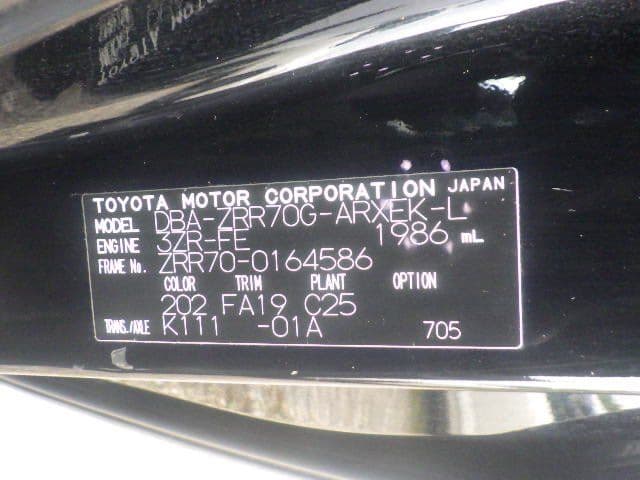 TOYOTA MOTOR CORPORATION JAPAN
MODEL DBA-ZRR70G-ARXEK-L
ENGINE 3ZR-FE 1986 mL
FRAME No. ZRR70-0164586
COLOR TRIM PLANT OPTION
202 FA19 C25
TRANS./AXLE K111 -01A 705